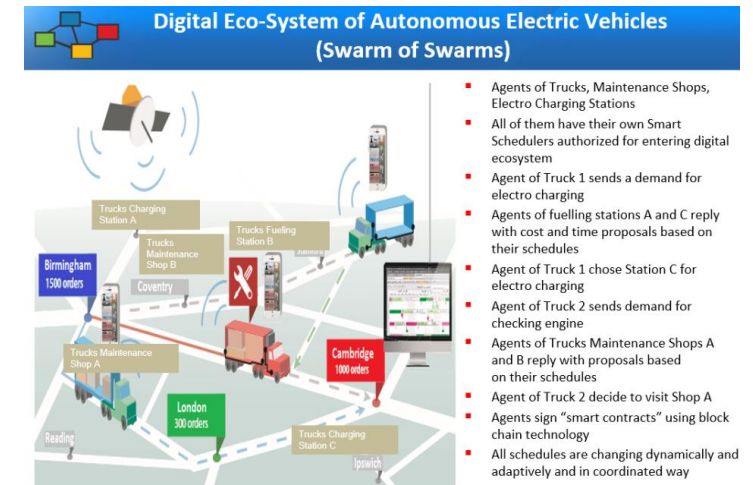 Digital Eco-System of Autonomous Electric Vehicles
(Swarm of Swarms)
Trucks Charging
Station A
Trucks
Maintenance
Shop B
Trucks Fueling
Station B
Birmingham
1500 orders
Coventry
Trucks Maintenance
Shop A
Cambridge
1000 orders
London
300 orders
Reading
Trucks Charging
Station C
Ipswich
Agents of Trucks, Maintenance Shops,
Electro Charging Stations
All of them have their own Smart
Schedulers authorized for entering digital
ecosystem
Agent of Truck 1 sends a demand for
electro charging
Agents of fuelling stations A and C reply
with cost and time proposals based on
their schedules
Agent of Truck 1 chose Station C for
electro charging
Agent of Truck 2 sends demand for
checking engine
Agents of Trucks Maintenance Shops A
and B reply with proposals based
on their schedules
Agent of Truck 2 decide to visit Shop A
Agents sign “smart contracts” using block
chain technology
All schedules are changing dynamically and
adaptively and in coordinated way